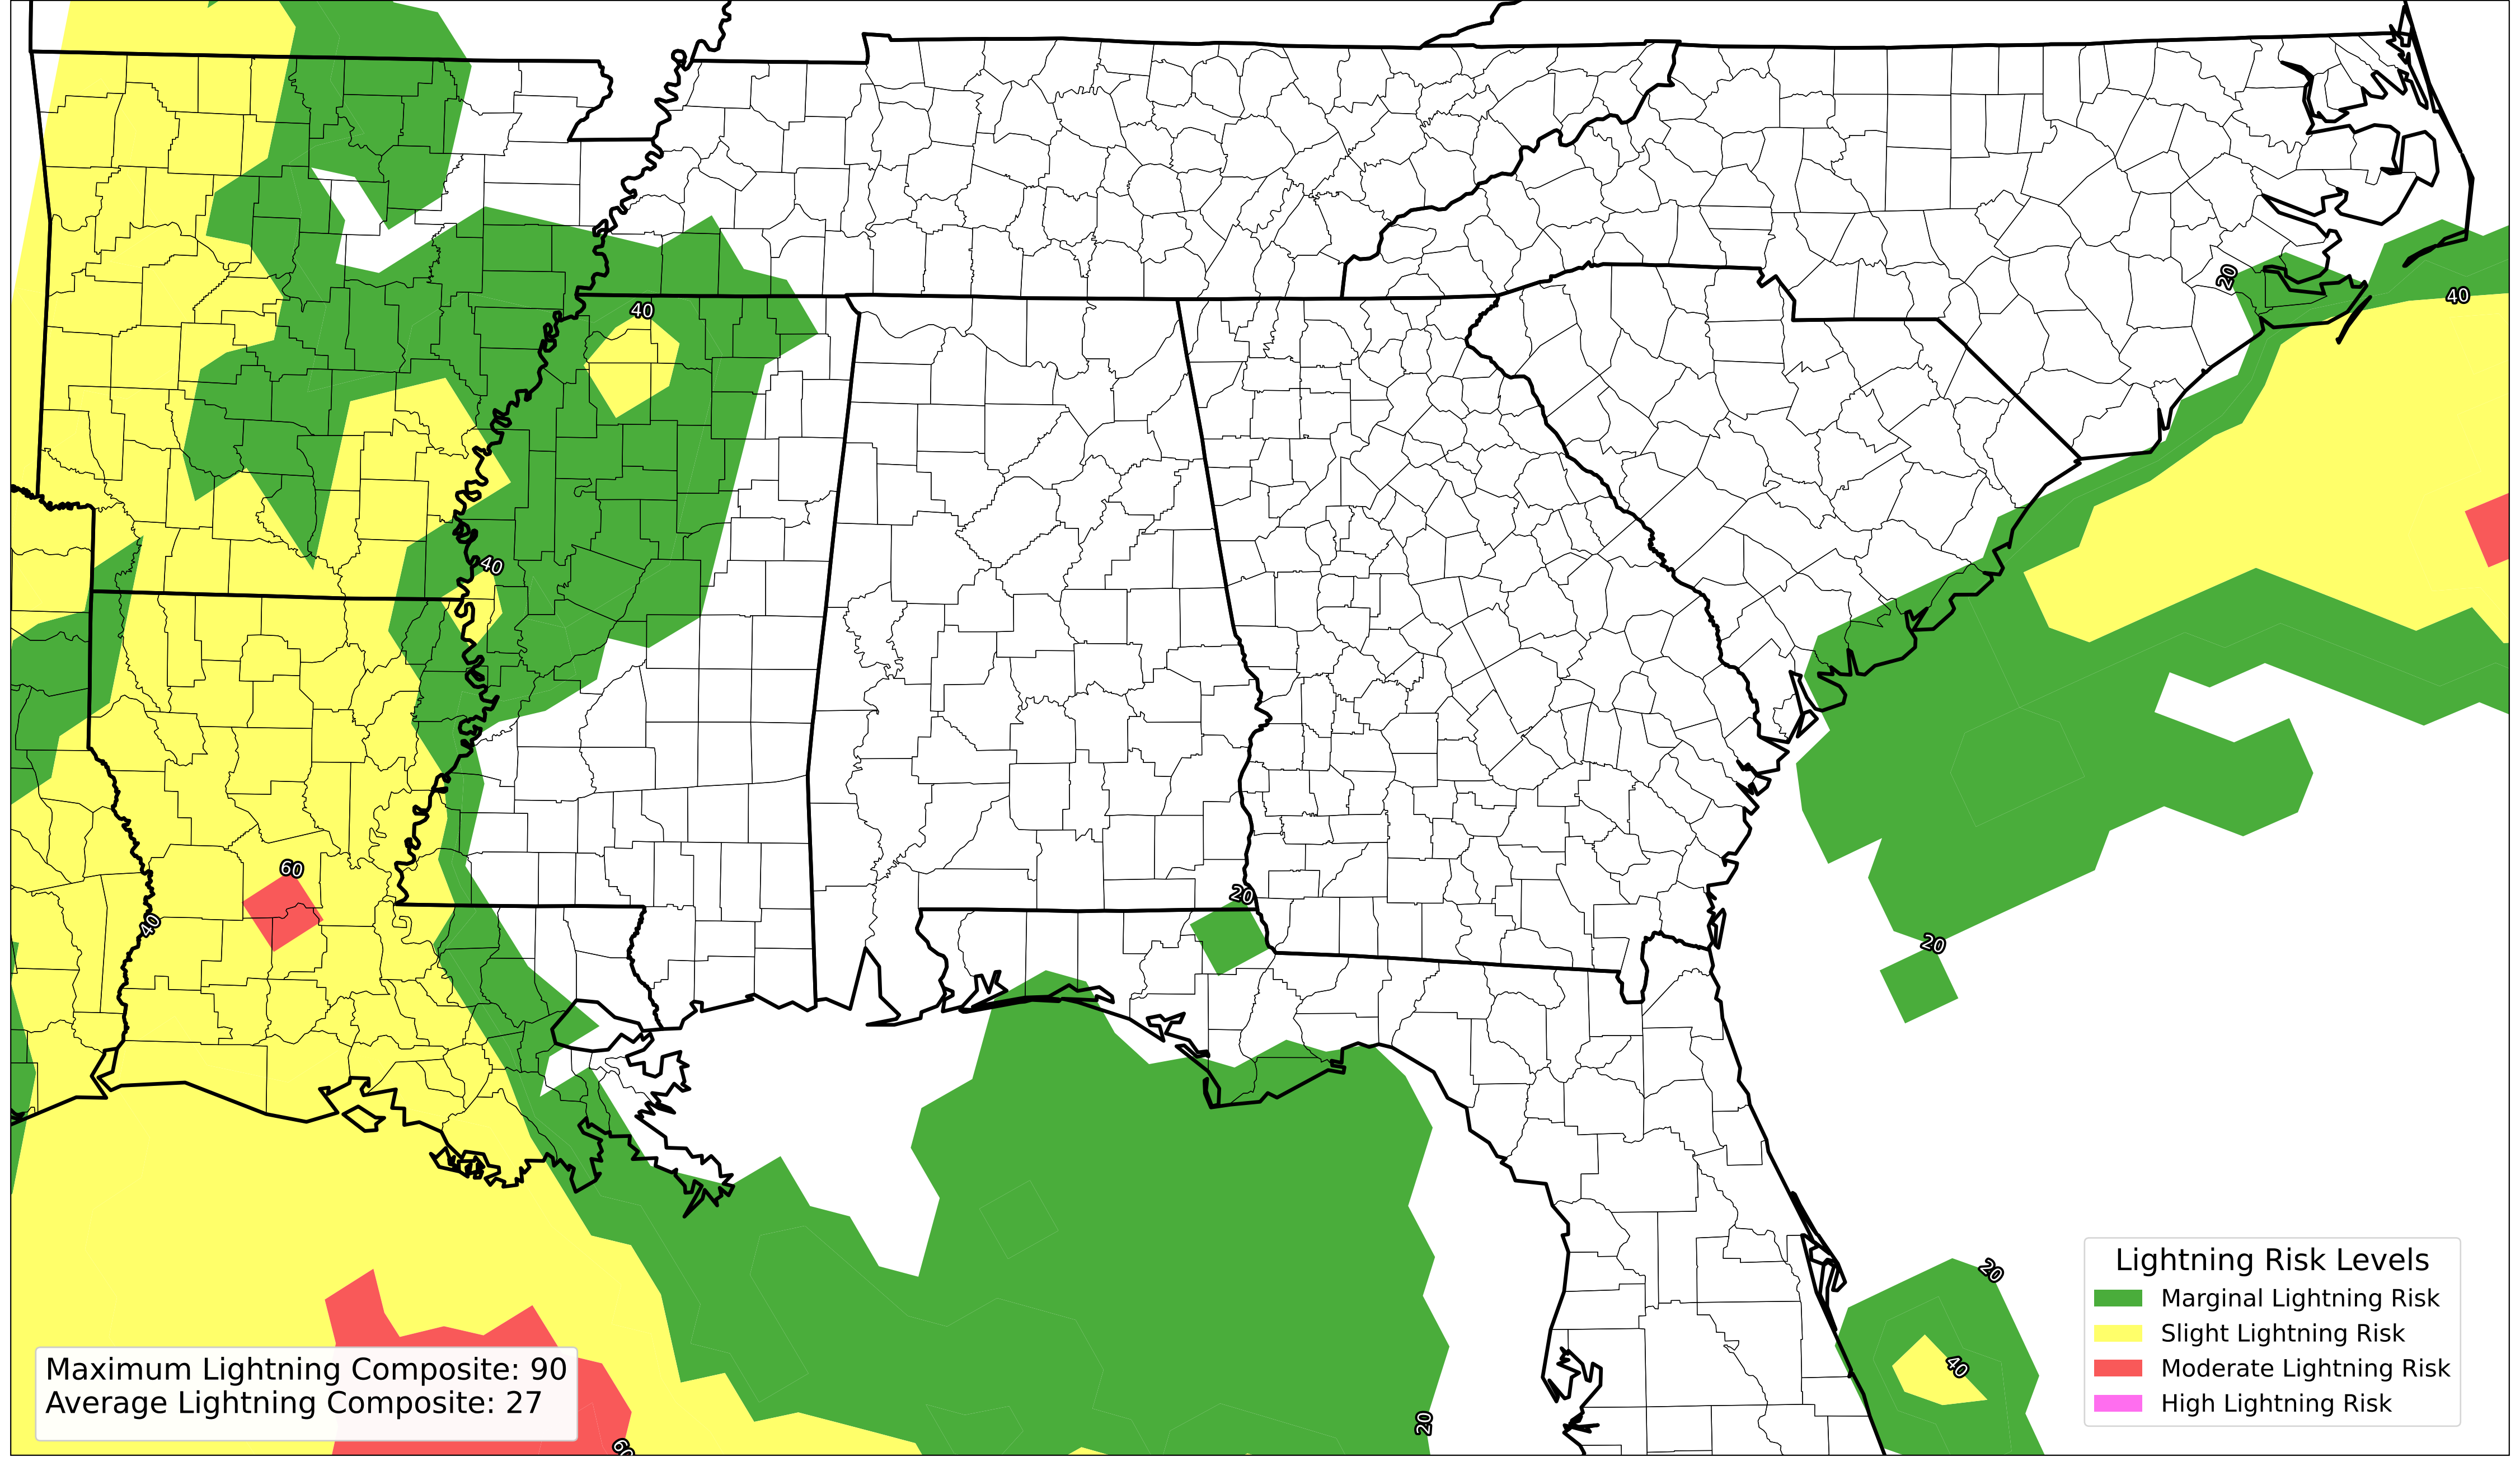 20
40
40
40
60
20
40
20
20
40
20
60
Lightning Risk Levels
Marginal Lightning Risk
Slight Lightning Risk
Moderate Lightning Risk
High Lightning Risk
Maximum Lightning Composite: 90
Average Lightning Composite: 27